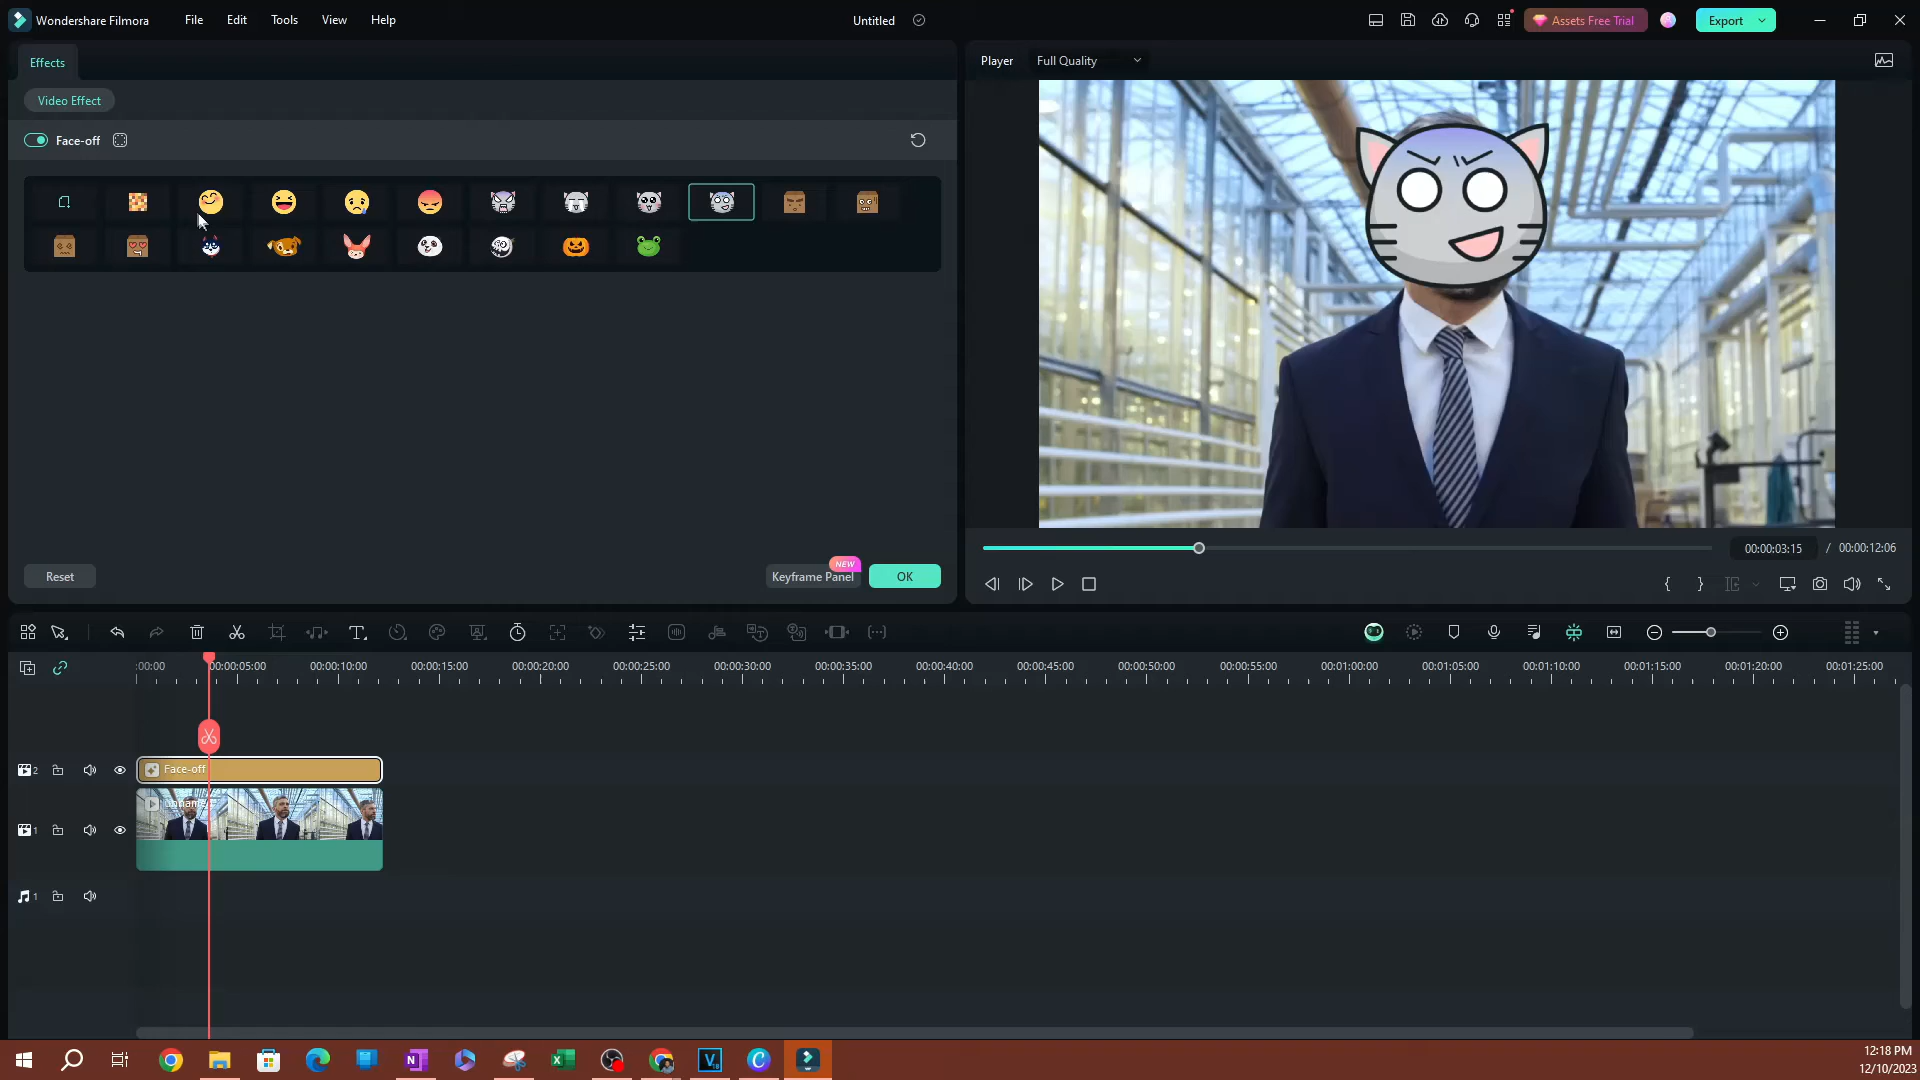 Wondershare Filmora
File
Edit
Tools
View
Help
Untitled
Assets Free Trial
Export
Effects
Video Effect
Face-off
Player
Full Quality
00:00:03:15 / 00:00:12:06
Reset
NEW
Keyframe Panel
OK
:00:00
00:00:05:00
00:00:10:00
00:00:15:00
00:00:20:00
00:00:25:00
00:00:30:00
00:00:35:00
00:00:40:00
00:00:45:00
00:00:50:00
00:00:55:00
00:01:00:00
00:01:05:00
00:01:10:00
00:01:15:00
00:01:20:00
00:01:25:00
2
Face-off
1
1
12:18 PM
12/10/2023